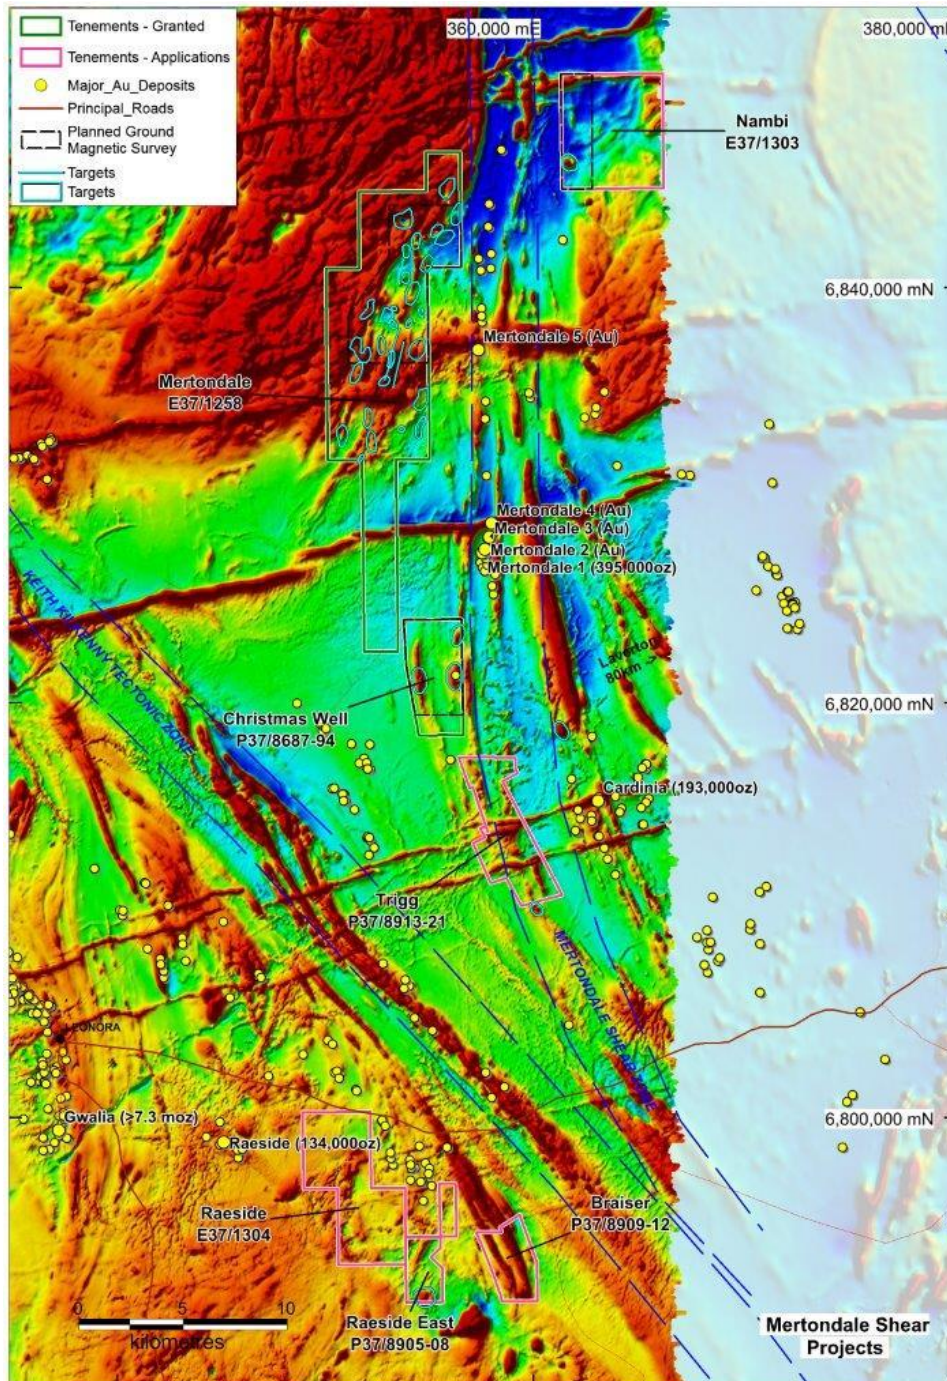 Tenements - Granted
Tenements - Applications
Major_Au_Deposits
Principal_Roads
Planned Ground
Magnetic Survey
Targets
Targets
360,000 mE
380,000 mE
Nambi
E37/1303
6,840,000 mN
Mertondale 5 (Au)
Mertondale
E37/1258
Mertondale 4 (Au)
Mertondale 3 (Au)
Mertondale 2 (Au)
Mertondale 1 (395,000oz)
KEITH KILKENNY TECTONIC ZONE
Laverton
80km ->
6,820,000 mN
Christmas Well
P37/8687-94
Cardinia (193,000oz)
Trigg
P37/8913-21
MERTONDALE SHEARZONE
LEONORA
Gwalia (>7.3 moz)
6,800,000 mN
Raeside (134,000oz)
Raeside
E37/1304
Braiser
P37/8909-12
0 5 10
kilometres
Raeside East
P37/8905-08
Mertondale Shear
Projects